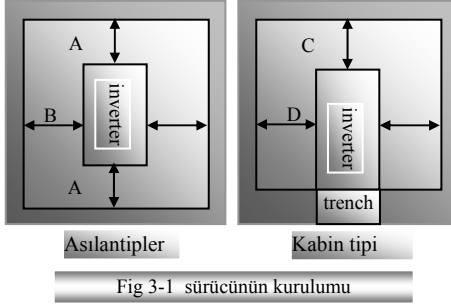 A
B
inverter
A
C
D
inverter
trench
Asılantipler
Kabin tipi
Fig 3-1 sürücünün kurulumu